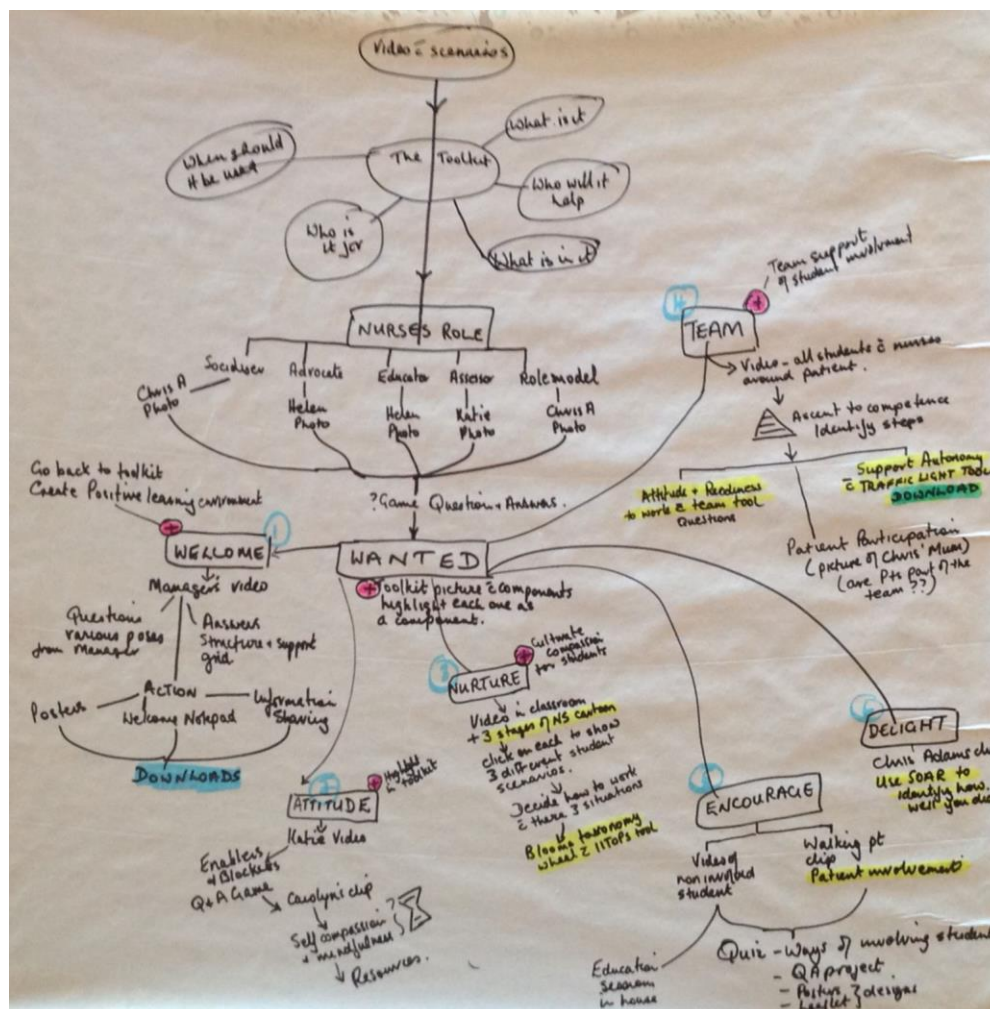 Video c̄ scenarios
What is it
When should
it be used
The Toolkit
Who will it
help
Who is
it for
What is in it
Team support
of student involvment
4
+
TEAM
NURSES ROLE
Socialiser
Advocate
Educator
Assessor
Role model
Chris A
Photo
Helen
Photo
Helen
Photo
Katie
Photo
Chris A
Photo
Video - all students c̄ nurses
around patient.
Ascent to competence
Identify steps
Attitude + Readiness
to work c̄ team tool
Questions
Support Autonomy
c̄ TRAFFIC LIGHT TOOL
DOWNLOAD
Patient Participation
(picture of Chris' Mum)
(are Pts part of the
team ??)
Go back to toolkit
Create Positive learning environment
? Game Question + Answers.
+
1
WELCOME
WANTED
+ Toolkit picture c̄ components
highlight each one as
a component.
Managers video
Questions
various poses
from Manager
Answers
Structure + support
grid
ACTION
Welcome Notepad
Posters
Information
Sharing
DOWNLOADS
+ Cultivate
compassion
for students
3
NURTURE
Video in classroom
+ 3 stages of NS cartoon
click on each to show
3 different student
scenarios.
Decide how to work
c̄ these 3 situations
Blooms taxonomy
wheel c̄ 11 TOPS tool
2
+ Highlight
in toolkit
ATTITUDE
Katie Video
Enablers
+ Blockers
Q+A Game
Carolyn's clip
Self compassion ?
+ mindfulness
Resources.
5
ENCOURAGE
Video of
non involved
student
Walking pt
clip
Patient involvement
Education
session
in house
Quiz - Ways of involving student
- QA project
- Posters } designs
- Leaflet
6
DELIGHT
Chris Adams
Use SOAR to
identify how
well you